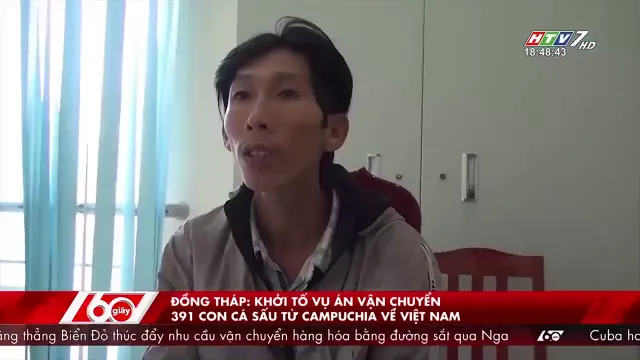 HTV7 HD
18:48:43
60 giây
ĐỒNG THÁP: KHỞI TỐ VỤ ÁN VẬN CHUYỂN
391 CON CÁ SẤU TỪ CAMPUCHIA VỀ VIỆT NAM
ăng thẳng Biển Đỏ thúc đẩy nhu cầu vận chuyển hàng hóa bằng đường sắt qua Nga
60s
Cuba h